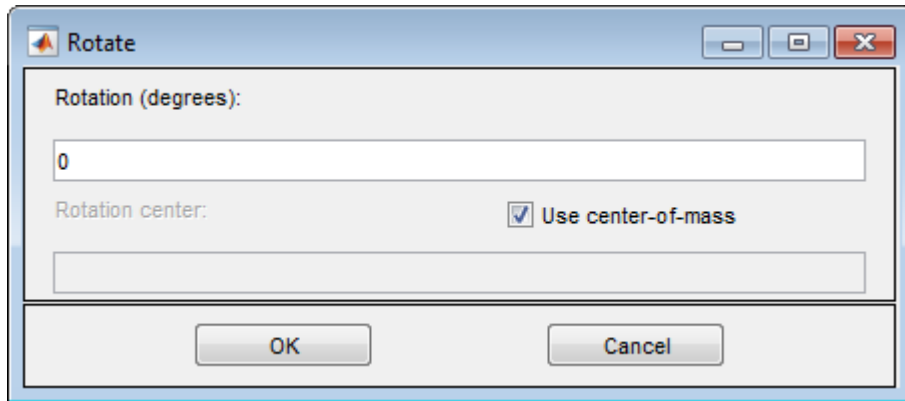 Rotate
Rotation (degrees):
0
Rotation center:
Use center-of-mass
OK
Cancel